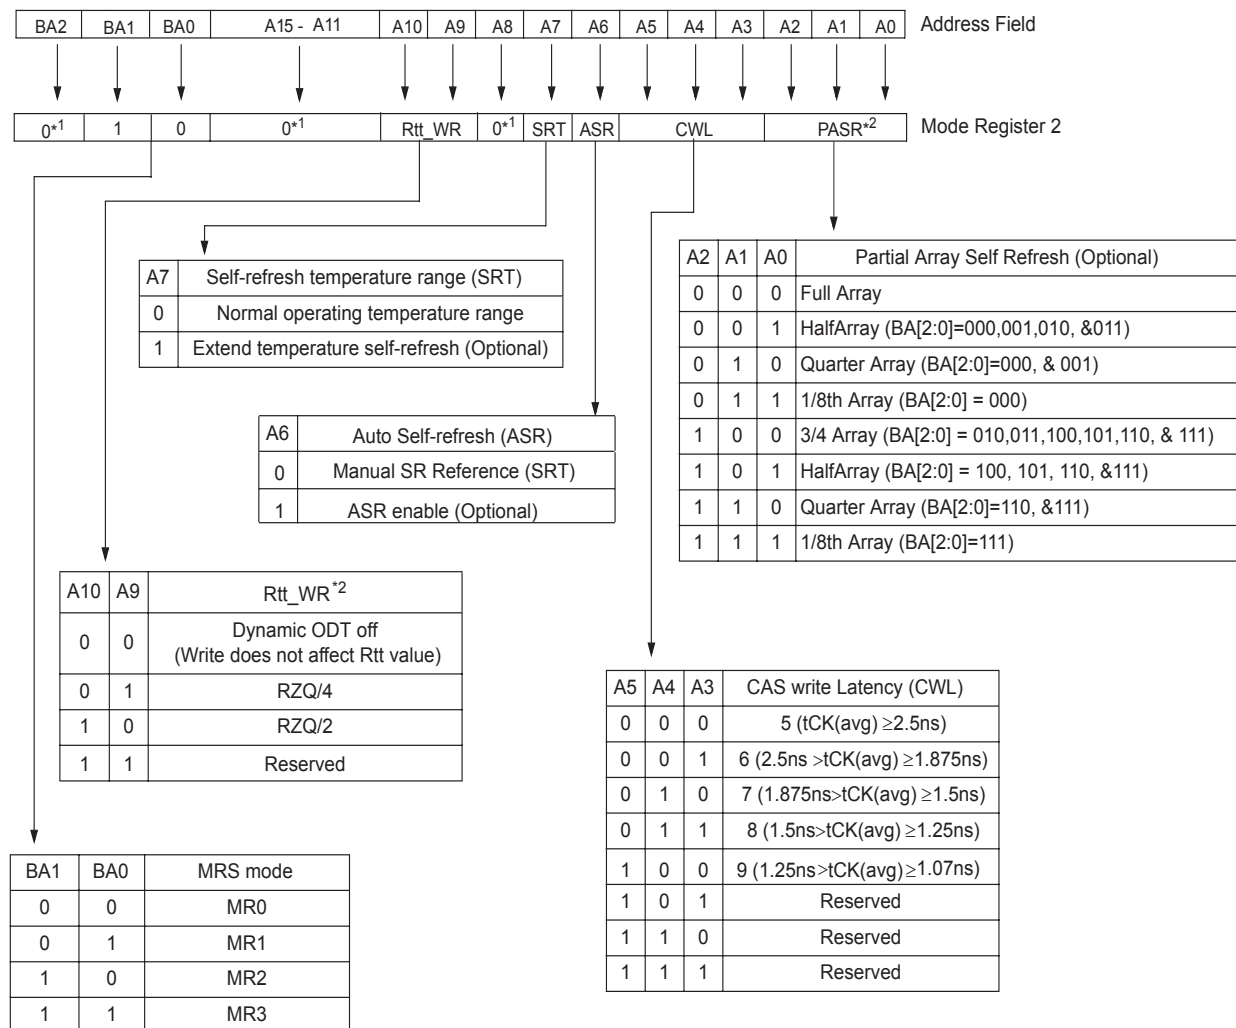 BA2 BA1 BA0 A15 - A11 A10 A9 A8 A7 A6 A5 A4 A3 A2 A1 A0 Address Field
0*1 1 0 0*1 Rtt_WR 0*1 SRT ASR CWL PASR*2 Mode Register 2
A7 Self-refresh temperature range (SRT)
0 Normal operating temperature range
1 Extend temperature self-refresh (Optional)
A2 A1 A0 Partial Array Self Refresh (Optional)
0 0 0 Full Array
0 0 1 HalfArray (BA[2:0]=000,001,010, &011)
0 1 0 Quarter Array (BA[2:0]=000, & 001)
0 1 1 1/8th Array (BA[2:0] = 000)
1 0 0 3/4 Array (BA[2:0] = 010,011,100,101,110, & 111)
1 0 1 HalfArray (BA[2:0] = 100, 101, 110, &111)
1 1 0 Quarter Array (BA[2:0]=110, &111)
1 1 1 1/8th Array (BA[2:0]=111)
A6 Auto Self-refresh (ASR)
0 Manual SR Reference (SRT)
1 ASR enable (Optional)
A10 A9 Rtt_WR*2
0 0 Dynamic ODT off
(Write does not affect Rtt value)
0 1 RZQ/4
1 0 RZQ/2
1 1 Reserved
A5 A4 A3 CAS write Latency (CWL)
0 0 0 5 (tCK(avg) ≥2.5ns)
0 0 1 6 (2.5ns >tCK(avg) ≥1.875ns)
0 1 0 7 (1.875ns>tCK(avg) ≥1.5ns)
0 1 1 8 (1.5ns>tCK(avg) ≥1.25ns)
1 0 0 9 (1.25ns>tCK(avg) ≥1.07ns)
1 0 1 Reserved
1 1 0 Reserved
1 1 1 Reserved
BA1 BA0 MRS mode
0 0 MR0
0 1 MR1
1 0 MR2
1 1 MR3